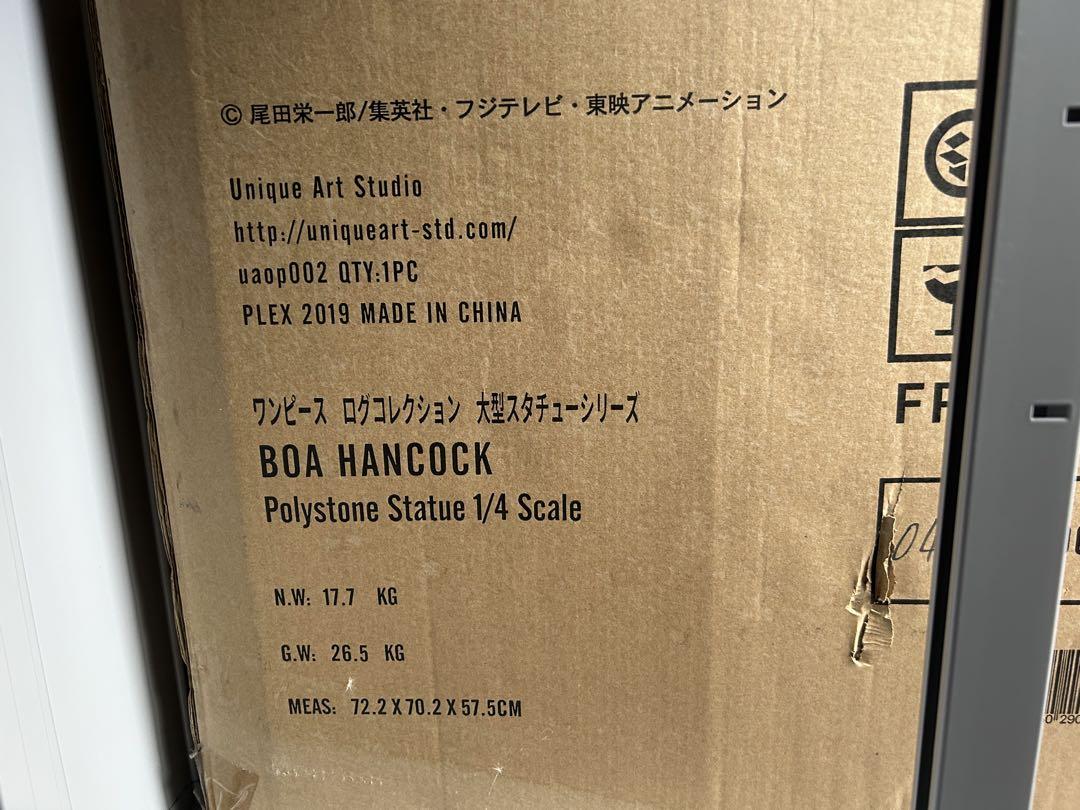 © 尾田栄一郎/集英社・フジテレビ・東映アニメーション
Unique Art Studio
http://uniqueart-std.com/
uaop002 QTY:1PC
PLEX 2019 MADE IN CHINA
ワンピース ログコレクション 大型スタチューシリーズ
BOA HANCOCK
Polystone Statue 1/4 Scale
N.W: 17.7 KG
G.W: 26.5 KG
MEAS: 72.2 X 70.2 X 57.5CM
04